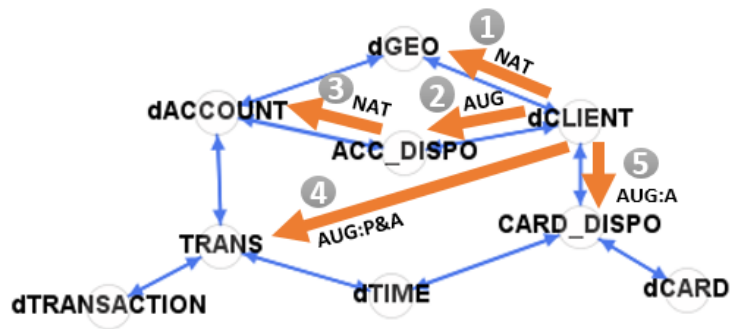 1
dGEO
NAT
3
NAT
2
AUG
dACCOUNT
dCLIENT
ACC_DISPO
5
4
AUG:A
AUG:P&A
CARD_DISPO
TRANS
dTIME
dCARD
dTRANSACTION